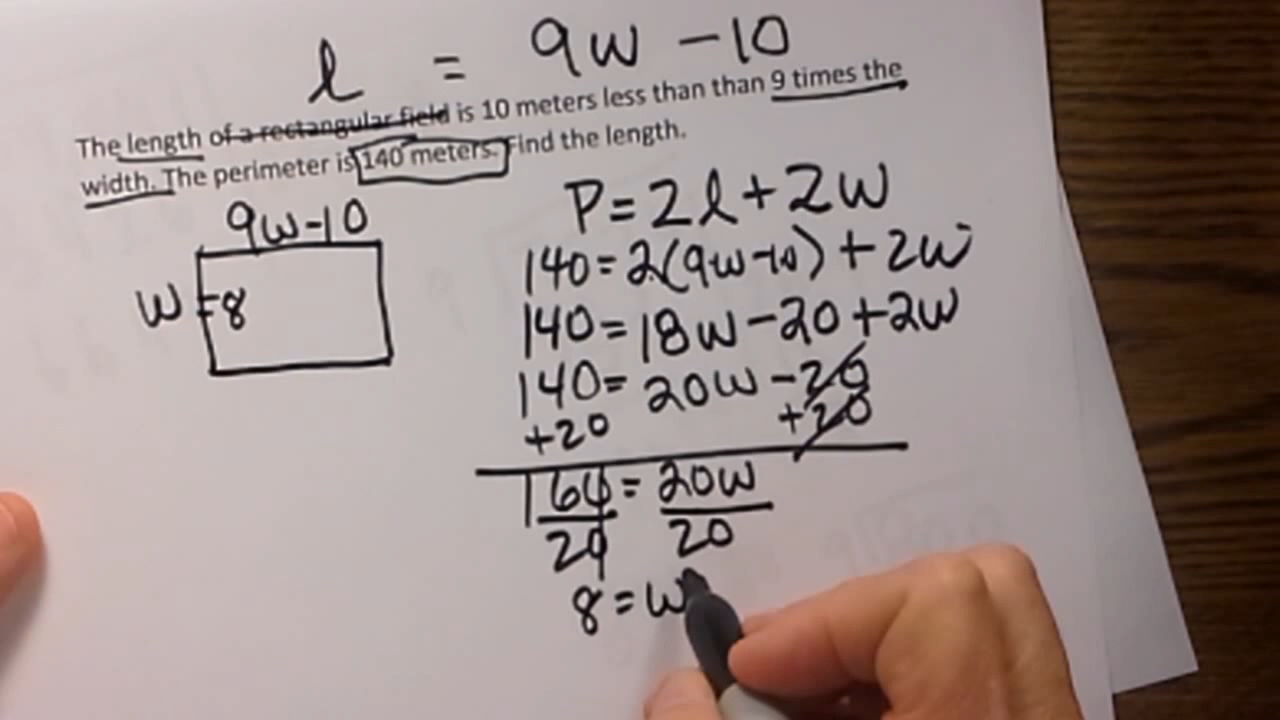 l = 9w - 10
The length of a rectangular field is 10 meters less than than 9 times the
width. The perimeter is 140 meters. Find the length.
9w-10
w = 8
P = 2l + 2w
140 = 2(9w-10) + 2w
140 = 18w - 20 + 2w
140 = 20w - 20
+20 +20
160 = 20w
20 20
8 = w